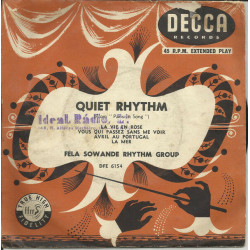 DECCA
RECORDS
45 R.P.M. EXTENDED PLAY
QUIET RHYTHM
Ideal Radio
LA VIE EN ROSE
VOUS QUI PASSEZ SANS ME VOIR
AVRIL AU PORTUGAL
LA MER
FELA SOWANDE RHYTHM GROUP
DFE 6154